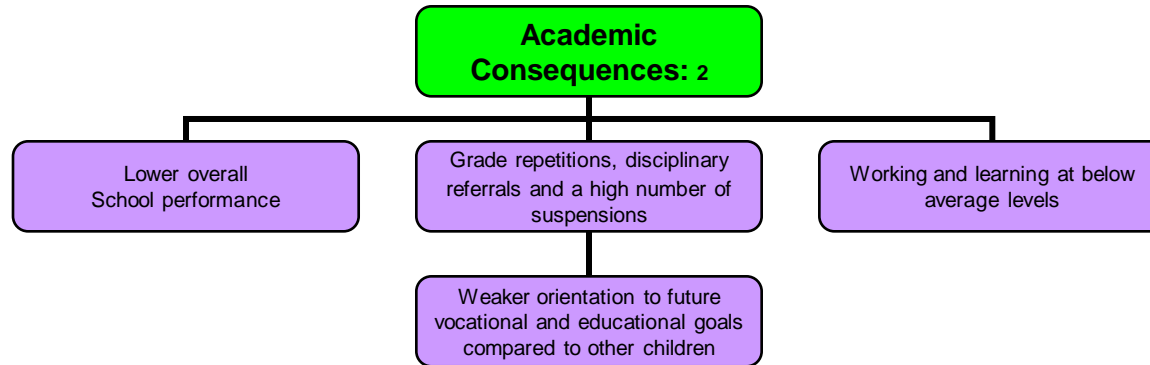 Academic
Consequences: 2
Lower overall
School performance
Grade repetitions, disciplinary
referrals and a high number of
suspensions
Working and learning at below
average levels
Weaker orientation to future
vocational and educational goals
compared to other children